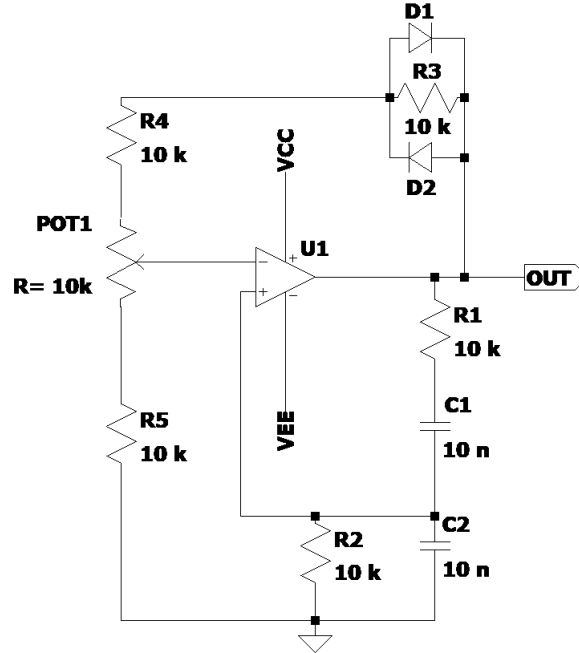 D1
R3
10 k
D2
R4
10 k
VCC
POT1
R= 10k
U1
OUT
R1
10 k
VEE
C1
10 n
R5
10 k
C2
10 n
R2
10 k